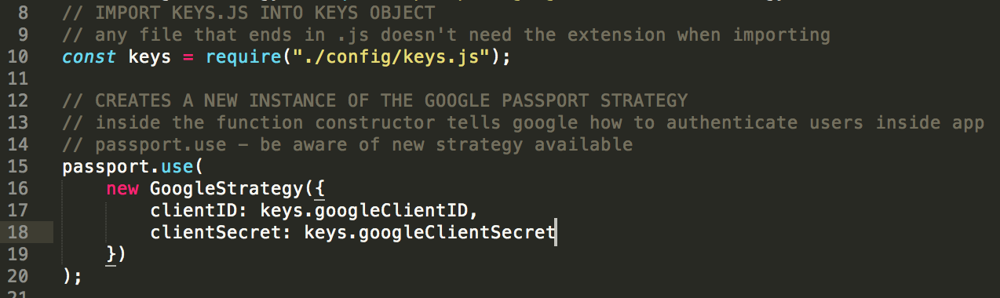 8 // IMPORT KEYS.JS INTO KEYS OBJECT
9 // any file that ends in .js doesn't need the extension when importing
10 const keys = require("./config/keys.js");
11
12 // CREATES A NEW INSTANCE OF THE GOOGLE PASSPORT STRATEGY
13 // inside the function constructor tells google how to authenticate users inside app
14 // passport.use – be aware of new strategy available
15 passport.use(
16 new GoogleStrategy({
17 clientID: keys.googleClientID,
18 clientSecret: keys.googleClientSecret
19 })
20 );
21